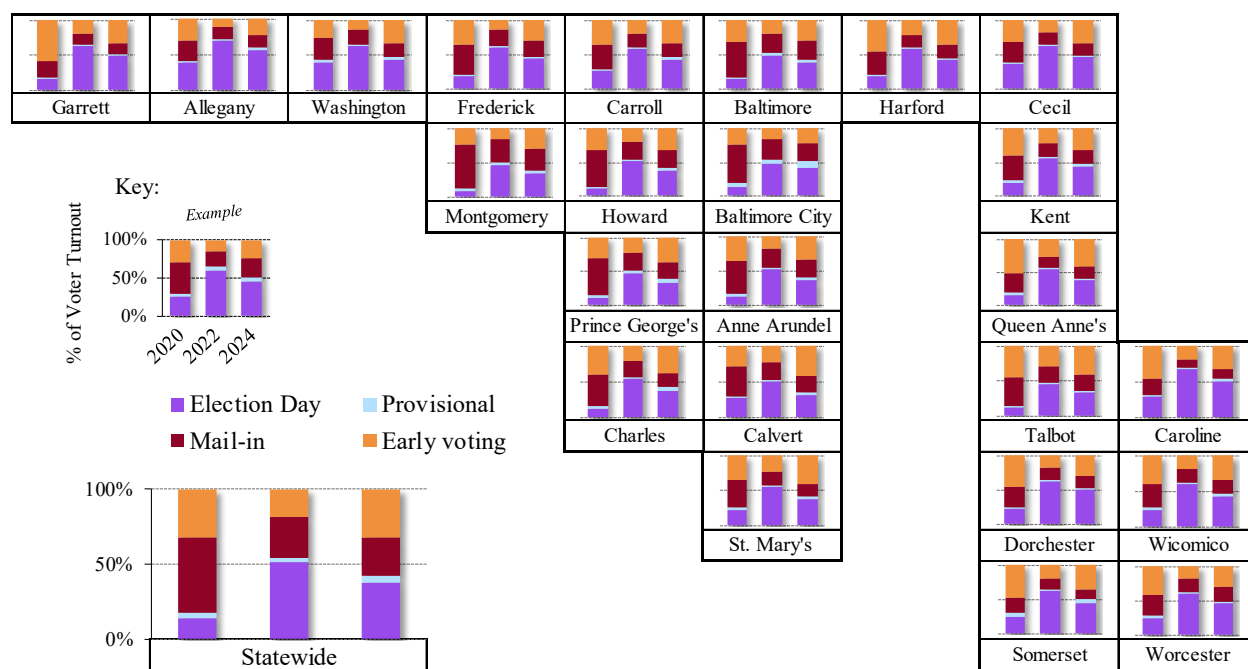 Garrett Allegany Washington Frederick Carroll Baltimore Harford Cecil
Key:
Example
% of Voter Turnout
100%
50%
0%
2020 2022 2024
Montgomery Howard Baltimore City Kent
Prince George's Anne Arundel Queen Anne's
Election Day Provisional
Mail-in Early voting
Charles Calvert Talbot Caroline
100%
50%
0%
St. Mary's Dorchester Wicomico
Statewide Somerset Worcester